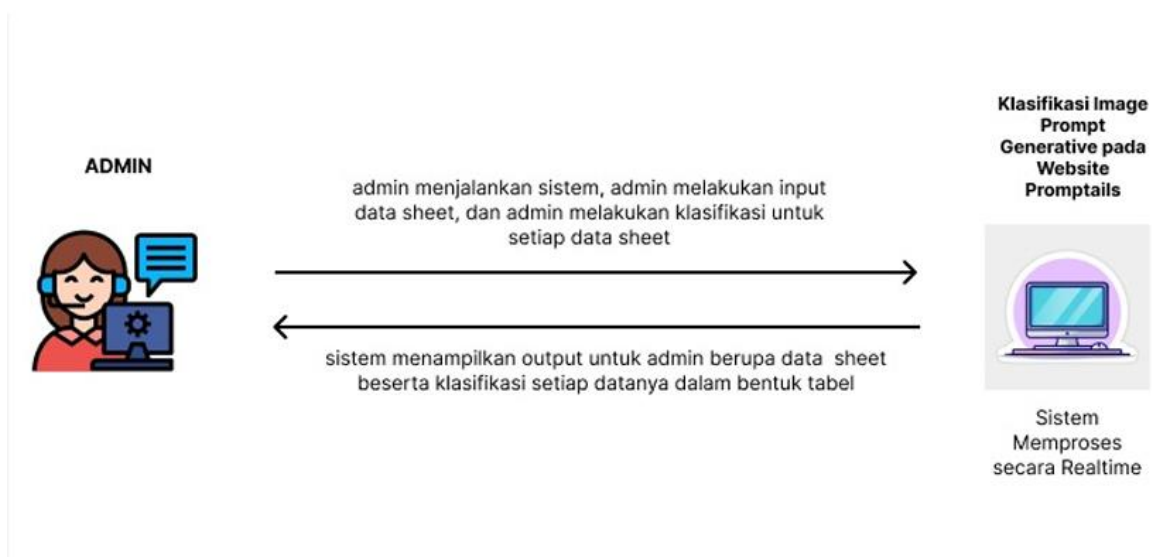 ADMIN
admin menjalankan sistem, admin melakukan input
data sheet, dan admin melakukan klasifikasi untuk
setiap data sheet
sistem menampilkan output untuk admin berupa data sheet
beserta klasifikasi setiap datanya dalam bentuk tabel
Klasifikasi Image
Prompt
Generative pada
Website
Promptails
Sistem
Memproses
secara Realtime